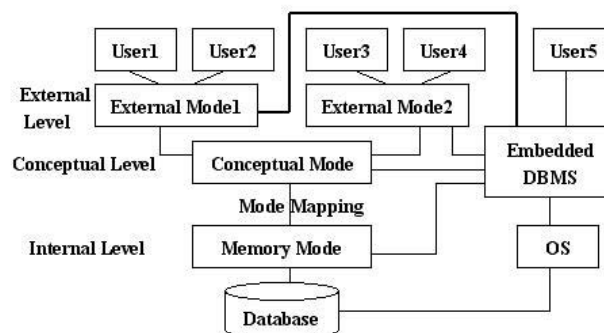 User1
User2
User3
User4
User5
External
Level
External Mode1
External Mode2
Conceptual Level
Conceptual Mode
Embedded
DBMS
Mode Mapping
Internal Level
Memory Mode
OS
Database